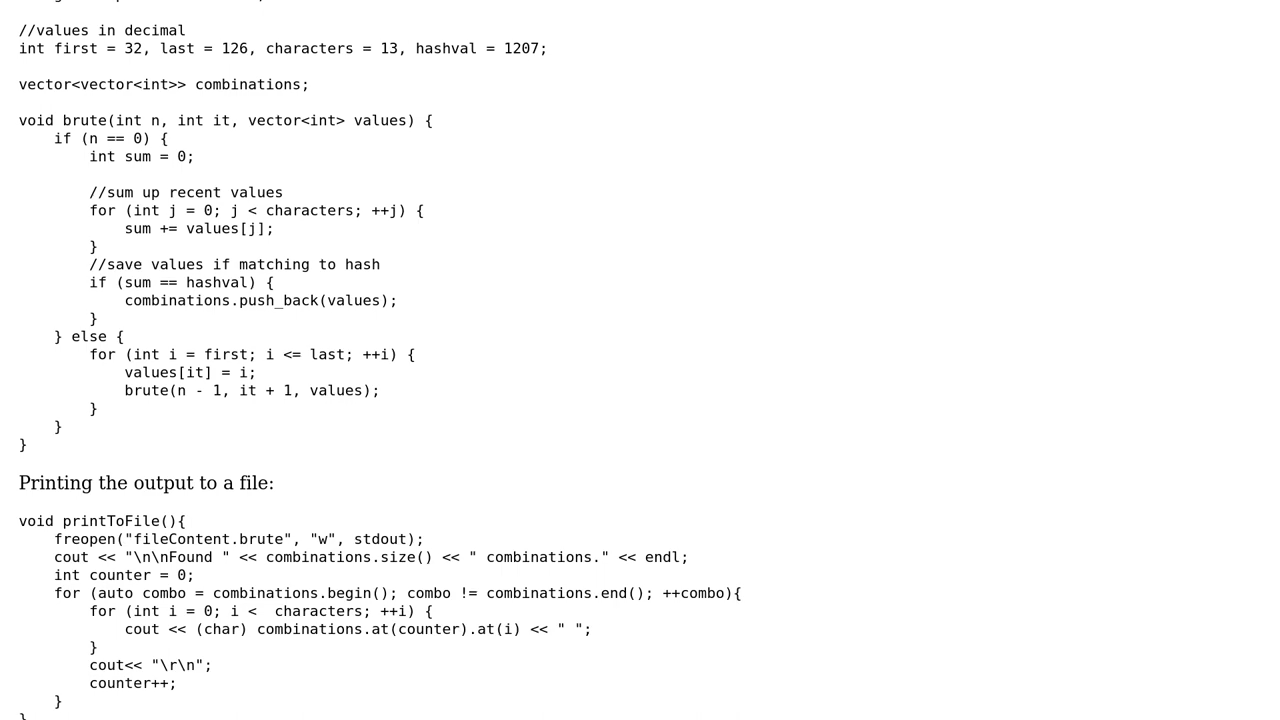 //values in decimal
int first = 32, last = 126, characters = 13, hashval = 1207;
vector<vector<int>> combinations;
void brute(int n, int it, vector<int> values) {
    if (n == 0) {
        int sum = 0;
        //sum up recent values
        for (int j = 0; j < characters; ++j) {
            sum += values[j];
        }
        //save values if matching to hash
        if (sum == hashval) {
            combinations.push_back(values);
        }
    } else {
        for (int i = first; i <= last; ++i) {
            values[it] = i;
            brute(n - 1, it + 1, values);
        }
    }
}
Printing the output to a file:
void printToFile(){
    freopen("fileContent.brute", "w", stdout);
    cout << "\n\nFound " << combinations.size() << " combinations." << endl;
    int counter = 0;
    for (auto combo = combinations.begin(); combo != combinations.end(); ++combo){
        for (int i = 0; i <  characters; ++i) {
            cout << (char) combinations.at(counter).at(i) << " ";
        }
        cout<< "\r\n";
        counter++;
    }
}